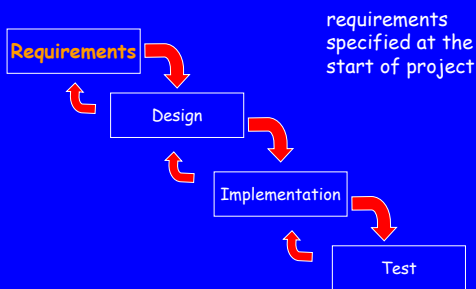 requirements
specified at the
start of project
Requirements
Design
Implementation
Test